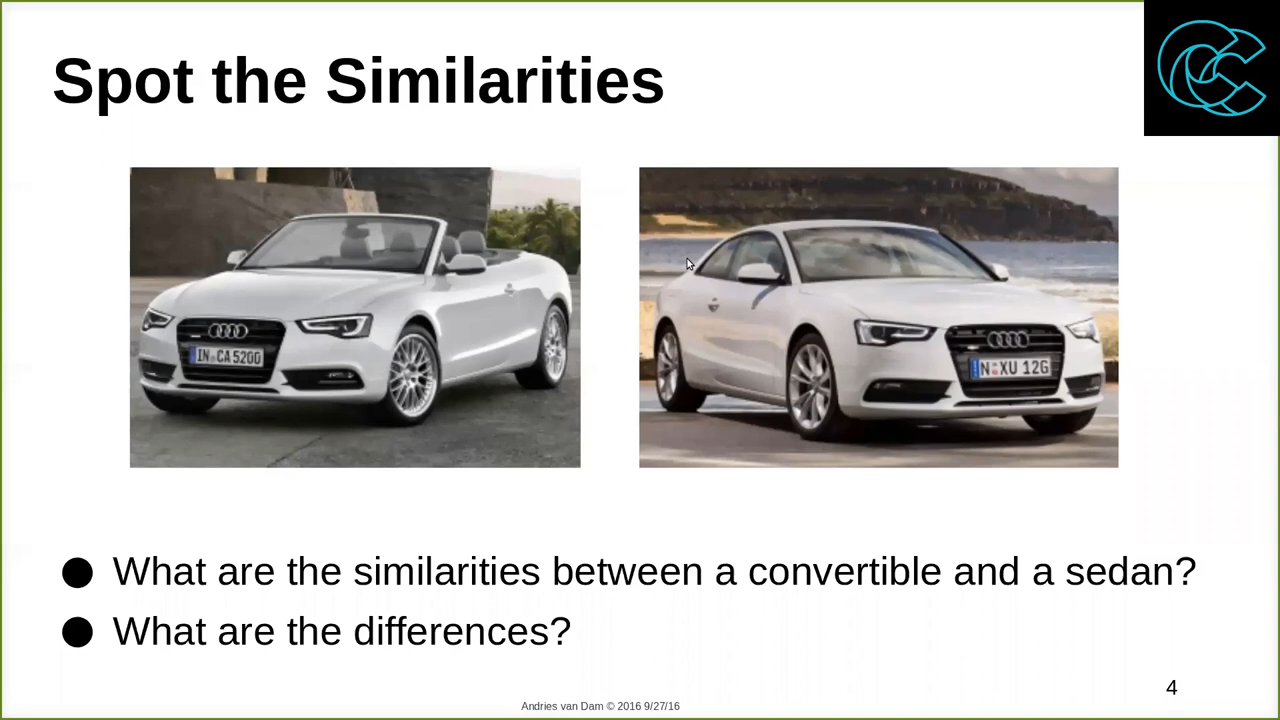 Spot the Similarities
IN CA 5200
N XU 12G
● What are the similarities between a convertible and a sedan?
● What are the differences?
4
Andries van Dam © 2016 9/27/16